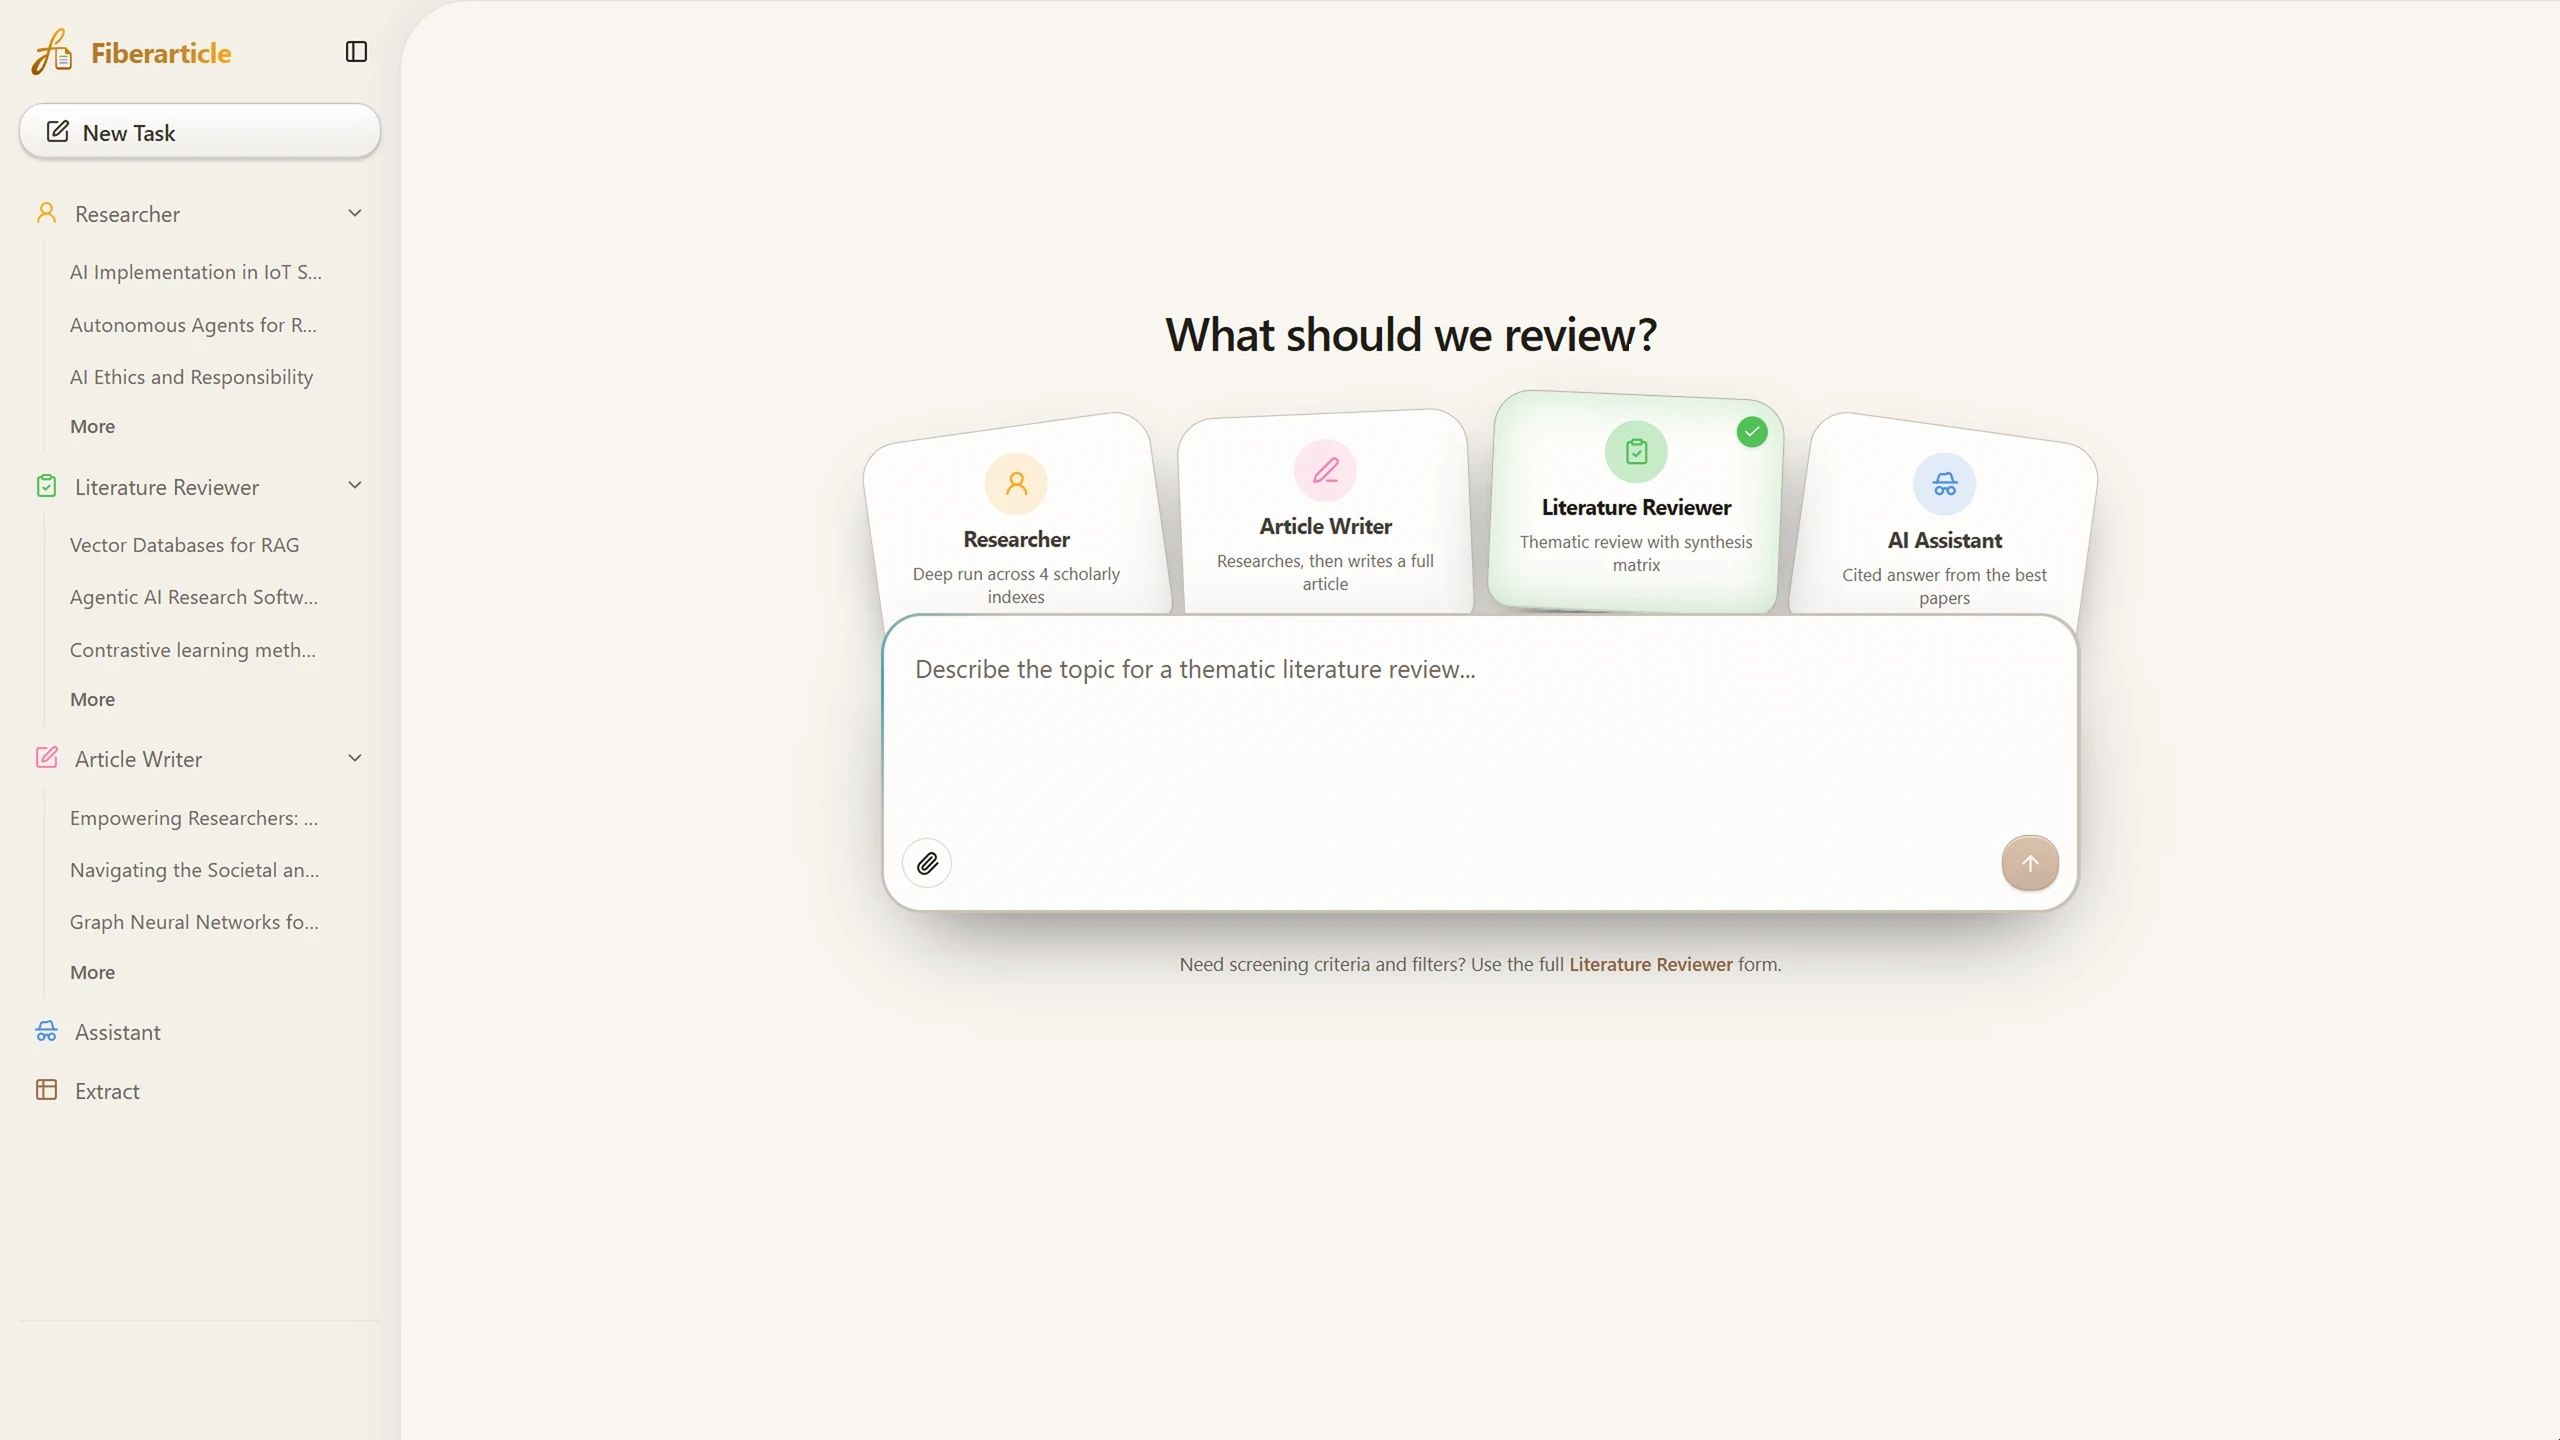 Fiberarticle
New Task
Researcher
AI Implementation in IoT S...
Autonomous Agents for R...
AI Ethics and Responsibility
More
Literature Reviewer
Vector Databases for RAG
Agentic AI Research Softw...
Contrastive learning meth...
More
Article Writer
Empowering Researchers: ...
Navigating the Societal an...
Graph Neural Networks fo...
More
Assistant
Extract
What should we review?
Researcher
Deep run across 4 scholarly
indexes
Article Writer
Researches, then writes a full
article
Literature Reviewer
Thematic review with synthesis
matrix
AI Assistant
Cited answer from the best
papers
Describe the topic for a thematic literature review...
Need screening criteria and filters? Use the full Literature Reviewer form.